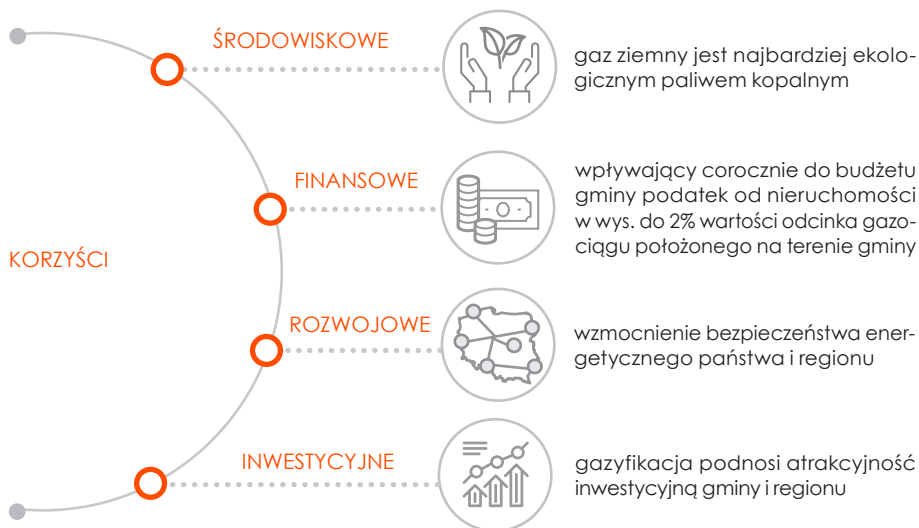 KORZYŚCI
ŚRODOWISKOWE
gaz ziemny jest najbardziej ekolo-
gicznym paliwem kopalnym
FINANSOWE
wpływający corocznie do budżetu
gminy podatek od nieruchomości
w wys. do 2% wartości odcinka gazo-
ciągu położonego na terenie gminy
ROZWOJOWE
wzmocnienie bezpieczeństwa ener-
getycznego państwa i regionu
INWESTYCYJNE
gazyfikacja podnosi atrakcyjność
inwestycyjną gminy i regionu